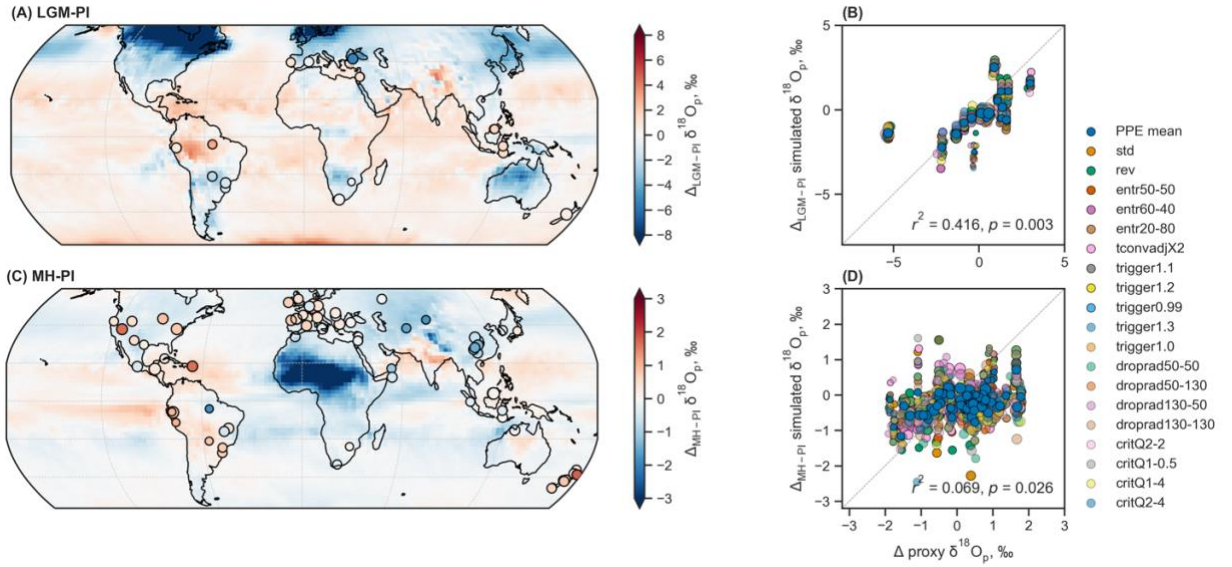 (A) LGM-PI
8
6
4
2
0
−2
−4
−6
−8
Δ_LGM−PI δ¹⁸Oₚ, ‰
(B)
5
0
−5
−5
0
5
Δ_LGM−PI simulated δ¹⁸Oₚ, ‰
r² = 0.416, p = 0.003
(C) MH-PI
3
2
1
0
−1
−2
−3
Δ_MH−PI δ¹⁸Oₚ, ‰
(D)
3
2
1
0
−1
−2
−3
−3
−2
−1
0
1
2
3
Δ_MH−PI simulated δ¹⁸Oₚ, ‰
r² = 0.069, p = 0.026
Δ proxy δ¹⁸Oₚ, ‰
PPE mean
std
rev
entr50-50
entr60-40
entr20-80
tconvadjX2
trigger1.1
trigger1.2
trigger0.99
trigger1.3
trigger1.0
droprad50-50
droprad50-130
droprad130-50
droprad130-130
critQ2-2
critQ1-0.5
critQ1-4
critQ2-4